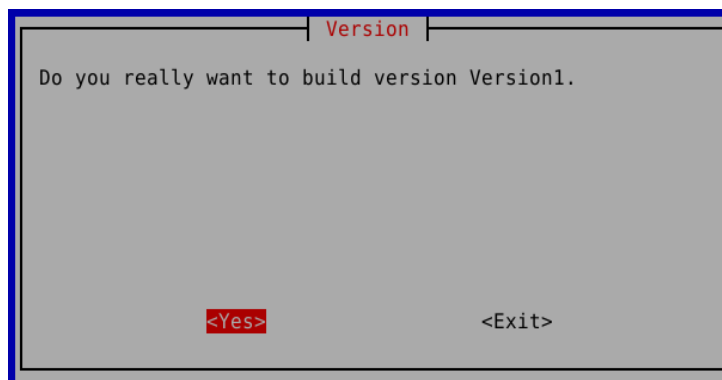 Version
Do you really want to build version Version1.
<Yes> <Exit>